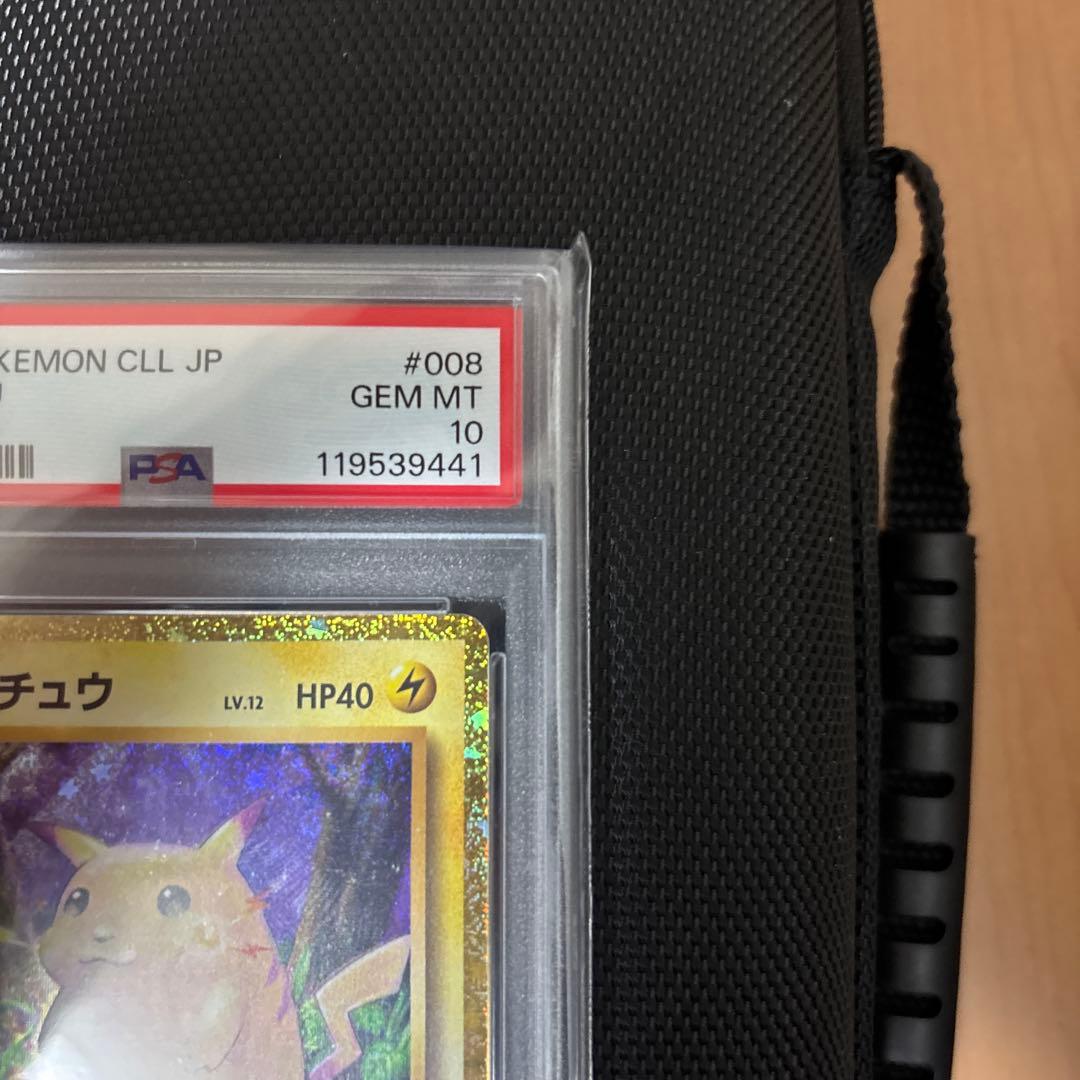 KEMON CLL JP #008
GEM MT
10
PSA 119539441
チュウ LV.12 HP40